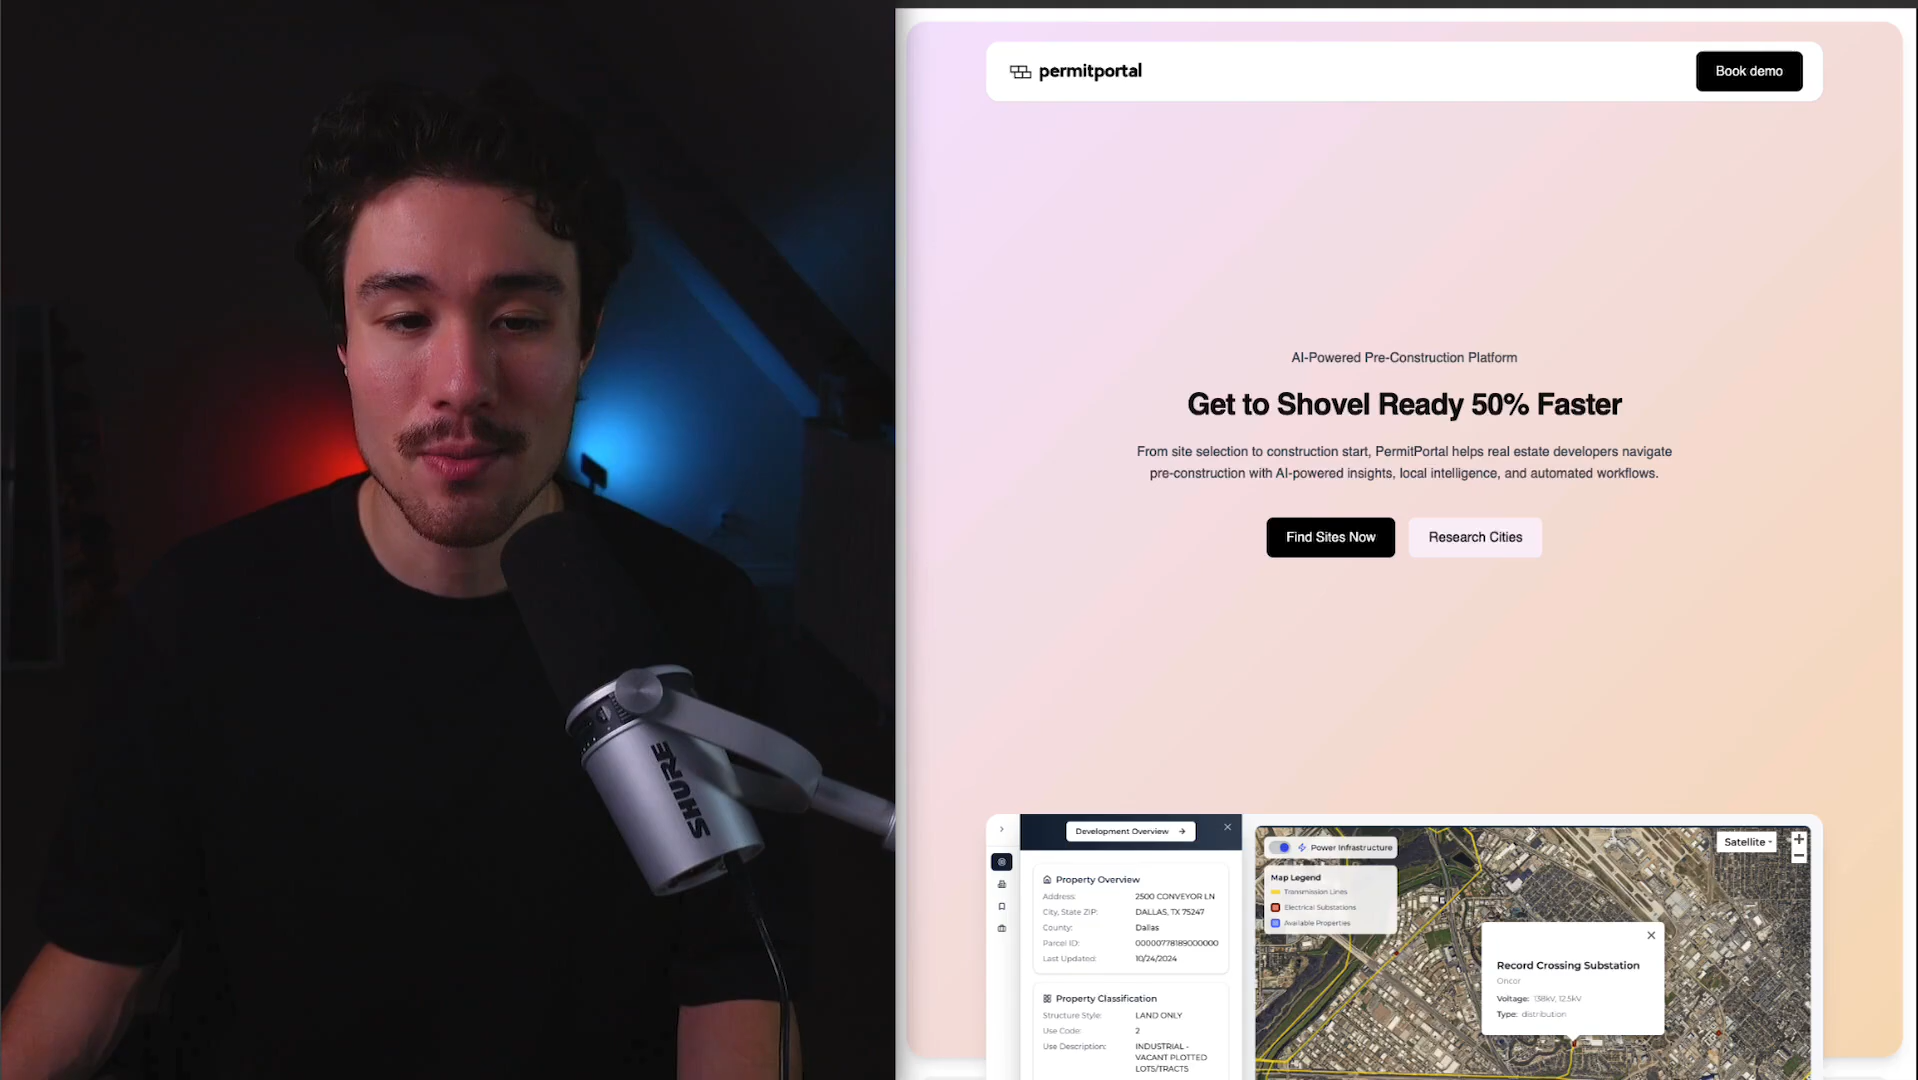 permitportal
Book demo
AI-Powered Pre-Construction Platform
Get to Shovel Ready 50% Faster
From site selection to construction start, PermitPortal helps real estate developers navigate
pre-construction with AI-powered insights, local intelligence, and automated workflows.
Find Sites Now
Research Cities
Development Overview
Property Overview
Address: 2500 CONVEYOR LN
City, State ZIP: DALLAS, TX 75247
County: Dallas
Parcel ID: 00000778189000000
Last Updated: 10/24/2024
Property Classification
Structure Style: LAND ONLY
Use Code: 2
Use Description: INDUSTRIAL -
VACANT PLOTTED
LOTS/TRACTS
Power Infrastructure
Map Legend
Transmission Lines
Electrical Substations
Available Properties
Satellite
Record Crossing Substation
Oncor
Voltage: 138kV, 12.5kV
Type: distribution
SHURE